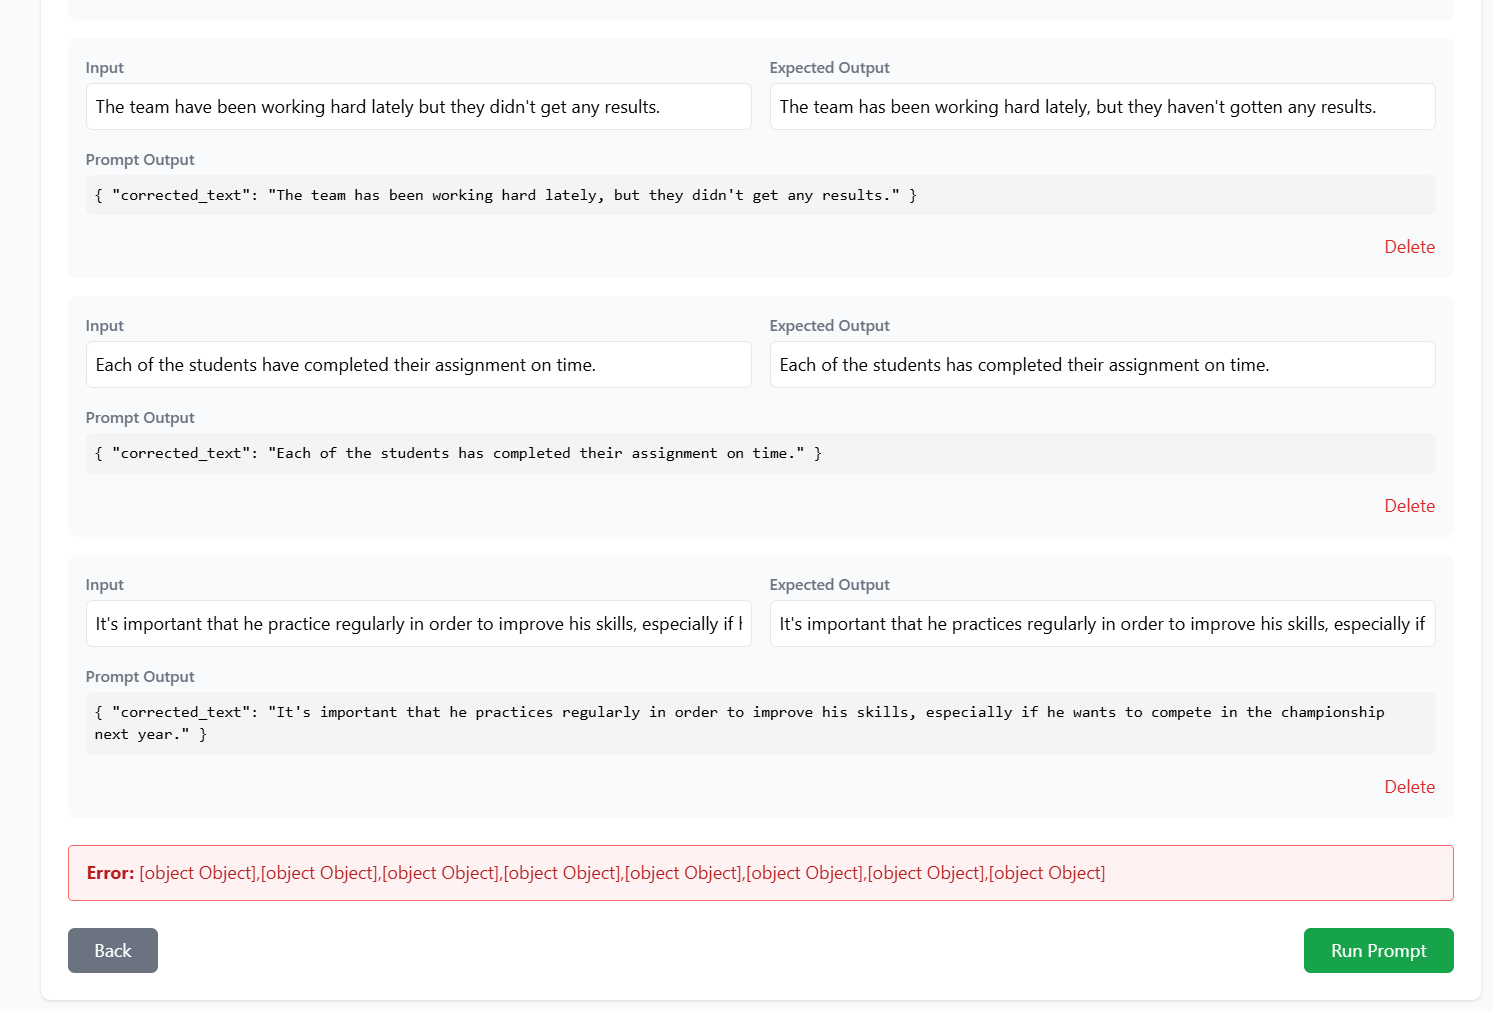 Input
Expected Output
The team have been working hard lately but they didn't get any results.
The team has been working hard lately, but they haven't gotten any results.
Prompt Output
{ "corrected_text": "The team has been working hard lately, but they didn't get any results." }
Delete
Input
Expected Output
Each of the students have completed their assignment on time.
Each of the students has completed their assignment on time.
Prompt Output
{ "corrected_text": "Each of the students has completed their assignment on time." }
Delete
Input
Expected Output
It's important that he practice regularly in order to improve his skills, especially if
It's important that he practices regularly in order to improve his skills, especially if
Prompt Output
{ "corrected_text": "It's important that he practices regularly in order to improve his skills, especially if he wants to compete in the championship
next year." }
Delete
Error: [object Object],[object Object],[object Object],[object Object],[object Object],[object Object],[object Object],[object Object]
Back
Run Prompt